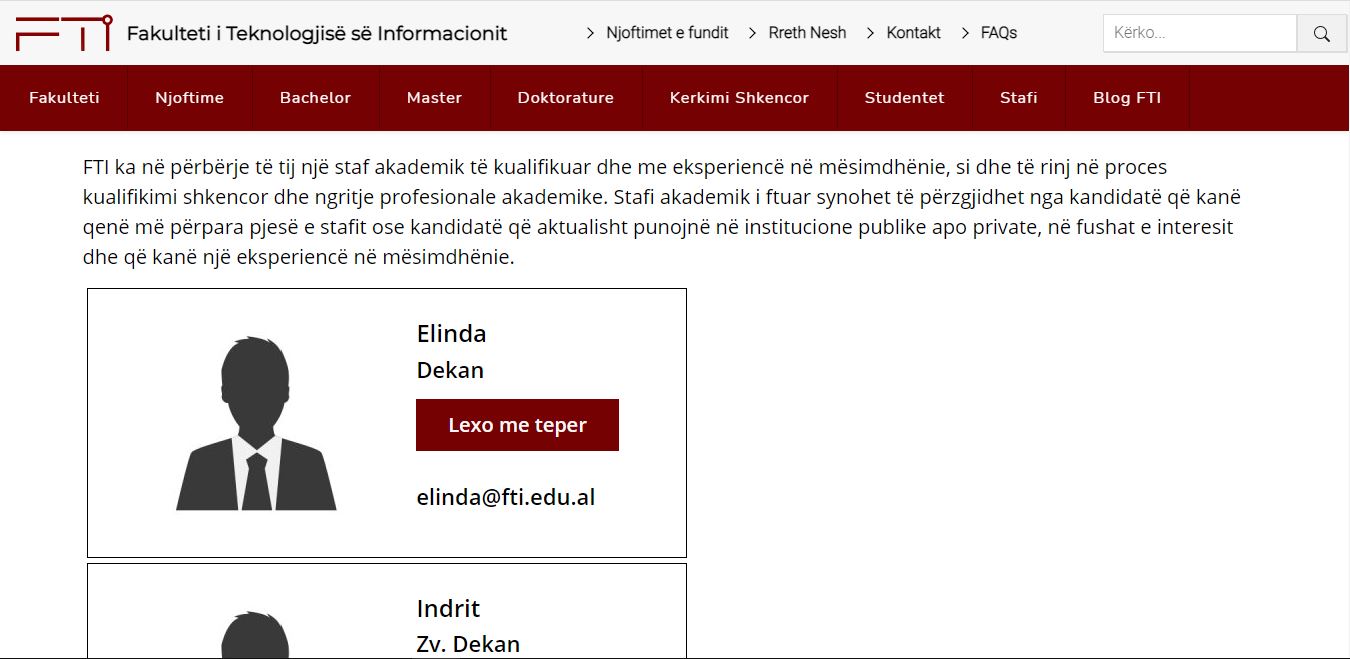 FTI Fakulteti i Teknologjisë së Informacionit
Njoftimet e fundit
Rreth Nesh
Kontakt
FAQs
Kërko...
Fakulteti
Njoftime
Bachelor
Master
Doktorature
Kerkimi Shkencor
Studentet
Stafi
Blog FTI
FTI ka në përbërje të tij një staf akademik të kualifikuar dhe me eksperiencë në mësimdhënie, si dhe të rinj në proces
kualifikimi shkencor dhe ngritje profesionale akademike. Stafi akademik i ftuar synohet të përzgjidhet nga kandidatë që kanë
qenë më përpara pjesë e stafit ose kandidatë që aktualisht punojnë në institucione publike apo private, në fushat e interesit
dhe që kanë një eksperiencë në mësimdhënie.
Elinda
Dekan
Lexo me teper
elinda@fti.edu.al
Indrit
Zv. Dekan